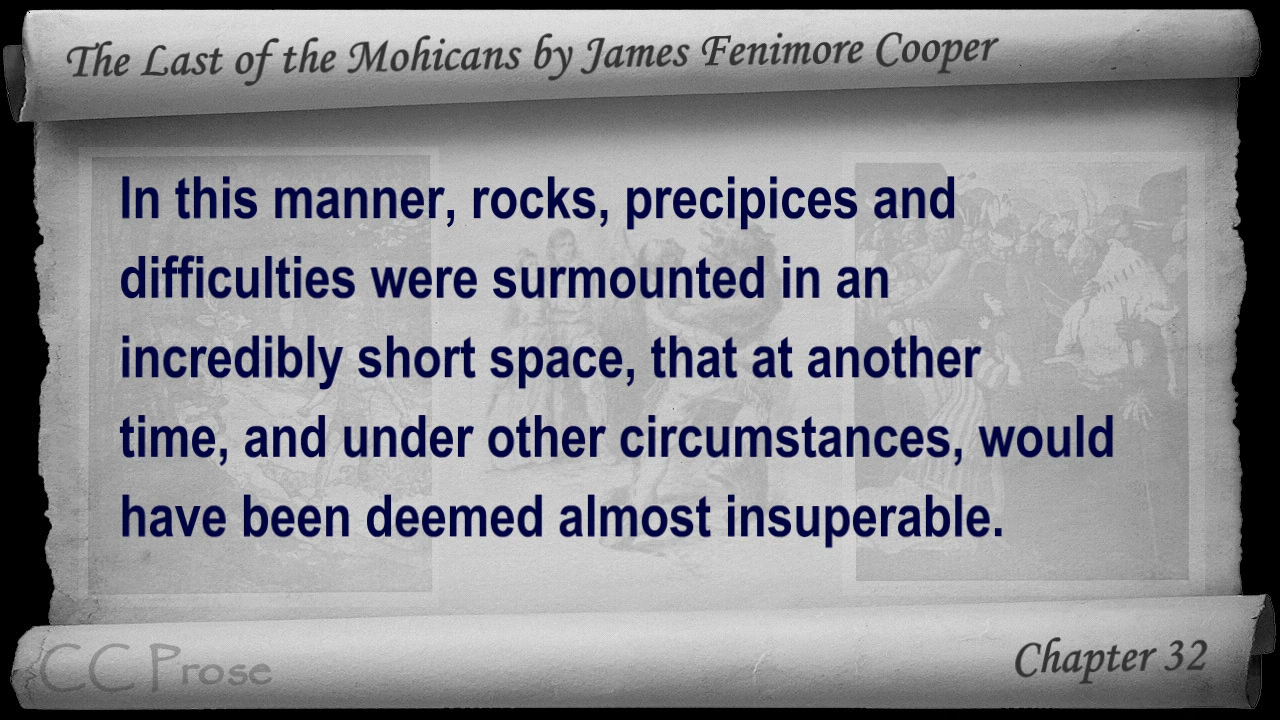 The Last of the Mohicans by James Fenimore Cooper
In this manner, rocks, precipices and
difficulties were surmounted in an
incredibly short space, that at another
time, and under other circumstances, would
have been deemed almost insuperable.
CC Prose
Chapter 32